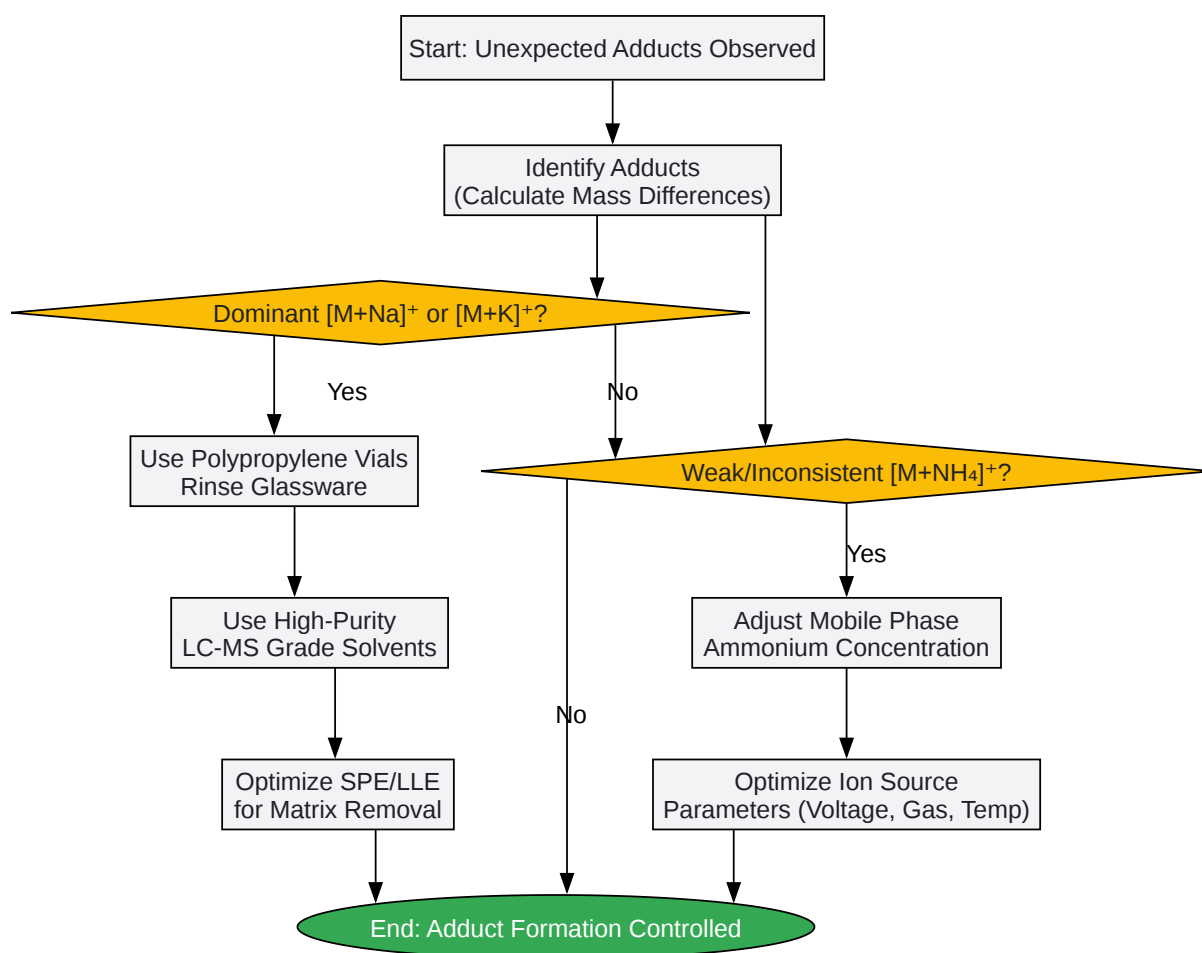 Start: Unexpected Adducts Observed
Identify Adducts
(Calculate Mass Differences)
Dominant [M+Na]⁺ or [M+K]⁺?
Yes
No
Use Polypropylene Vials
Rinse Glassware
Weak/Inconsistent [M+NH₄]⁺?
Yes
Use High-Purity
LC-MS Grade Solvents
Adjust Mobile Phase
Ammonium Concentration
No
Optimize SPE/LLE
for Matrix Removal
Optimize Ion Source
Parameters (Voltage, Gas, Temp)
End: Adduct Formation Controlled